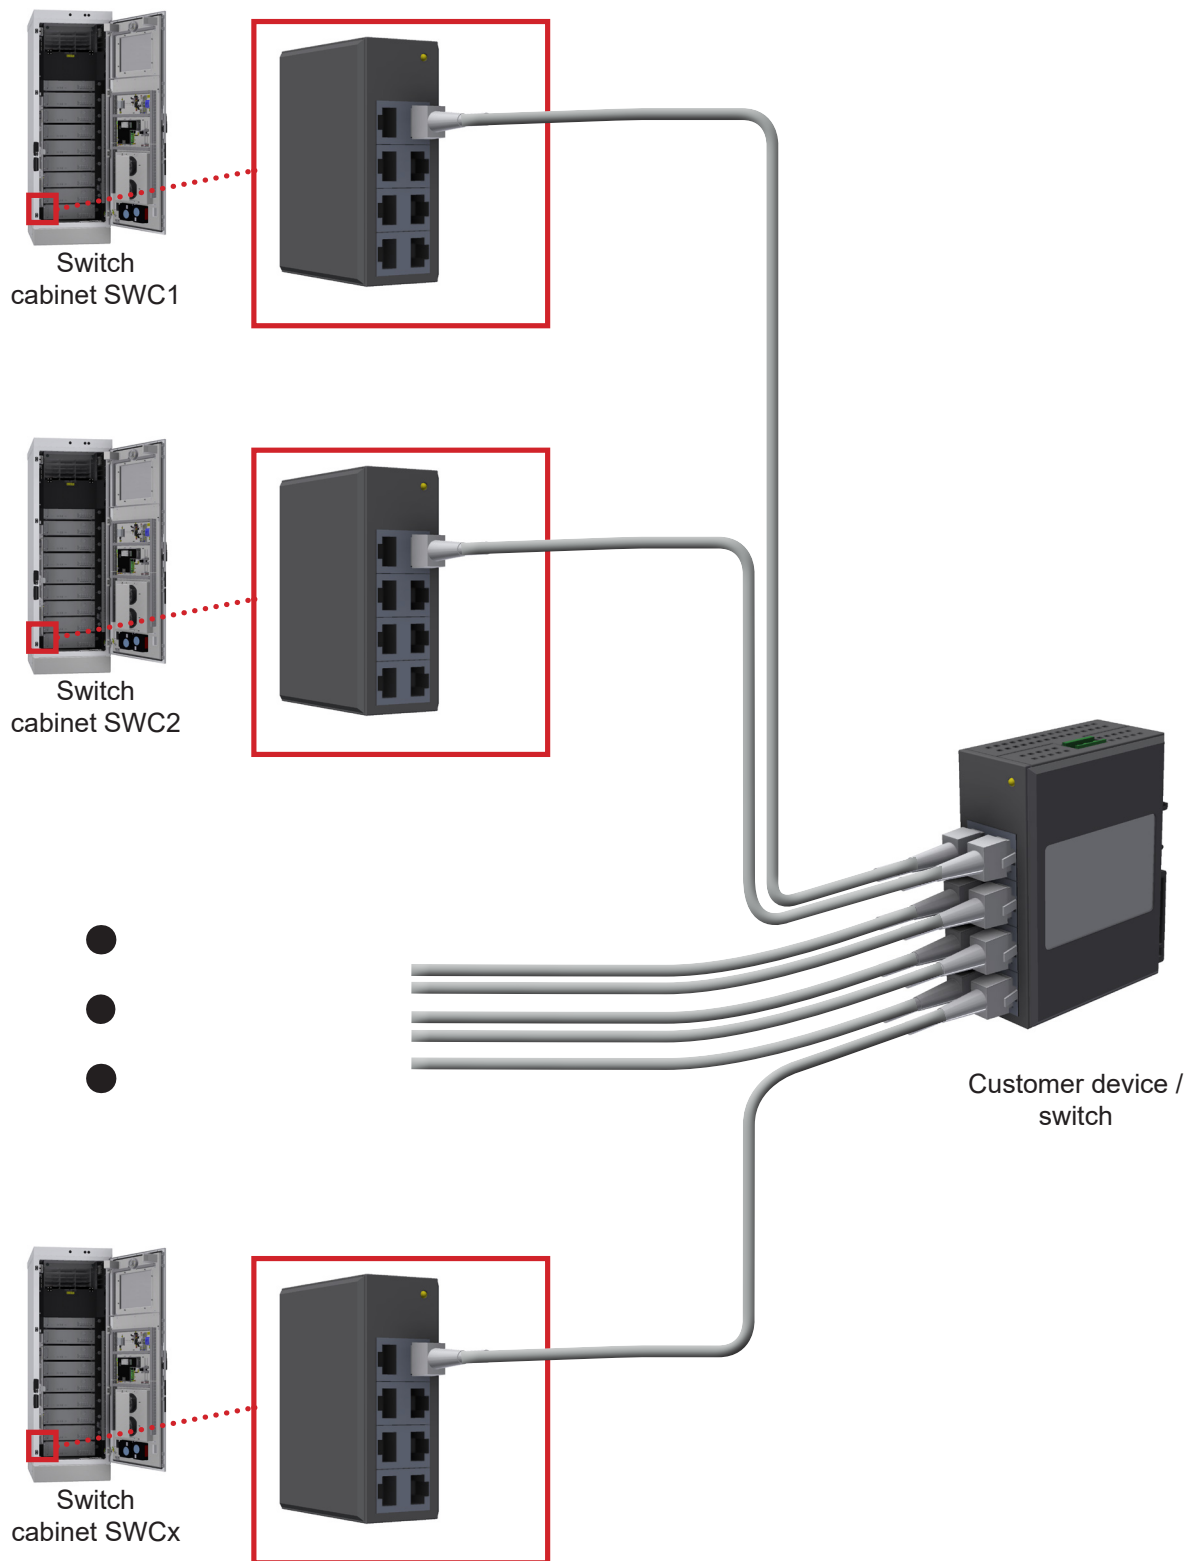 Switch
cabinet SWC1
Switch
cabinet SWC2
Customer device /
switch
Switch
cabinet SWCx